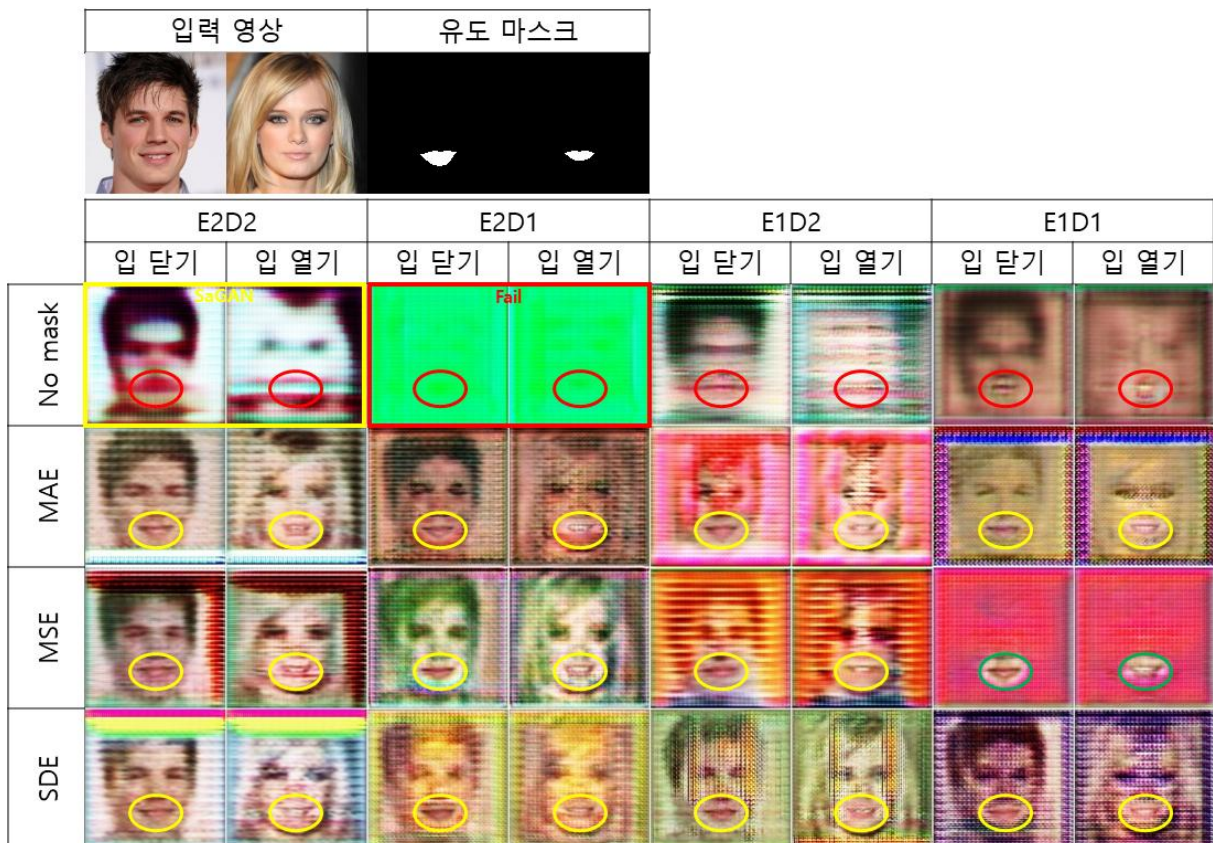 입력 영상 유도 마스크
E2D2 E2D1 E1D2 E1D1
입 닫기 입 열기 입 닫기 입 열기 입 닫기 입 열기 입 닫기 입 열기
No mask
SaGAN Fail
MAE
MSE
SDE